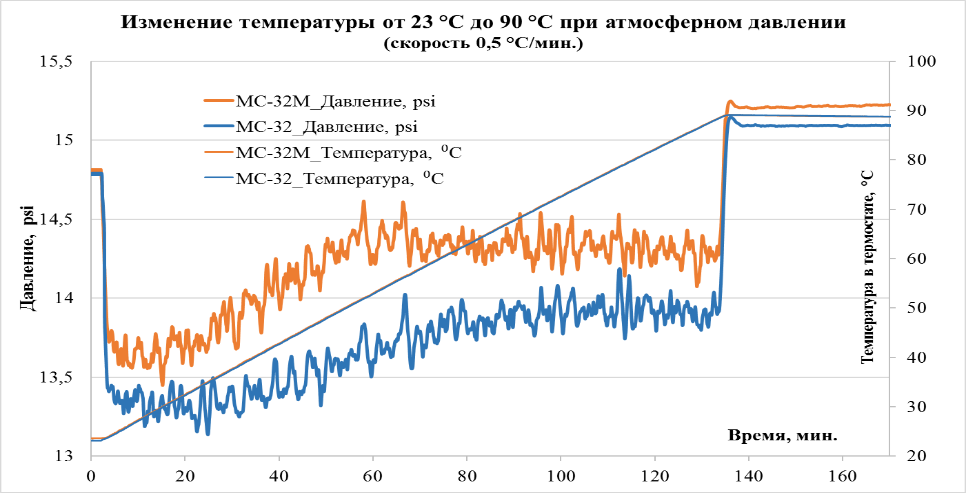 Изменение температуры от 23 °С до 90 °С при атмосферном давлении
(скорость 0,5 °С/мин.)
15,5
15
14,5
14
13,5
13
Давление, psi
МС-32М_Давление, psi
МС-32_Давление, psi
МС-32М_Температура, ⁰С
МС-32_Температура, ⁰С
100
90
80
70
60
50
40
30
20
Температура в термостате, °С
Время, мин.
0 20 40 60 80 100 120 140 160